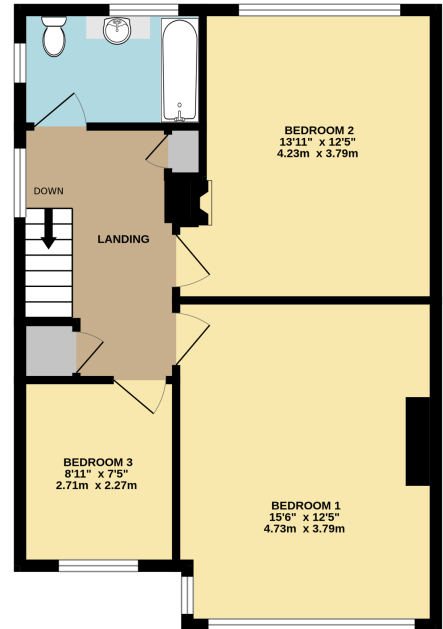 BEDROOM 2
13'11" x 12'5"
4.23m x 3.79m
DOWN
LANDING
BEDROOM 3
8'11" x 7'5"
2.71m x 2.27m
BEDROOM 1
15'6" x 12'5"
4.73m x 3.79m